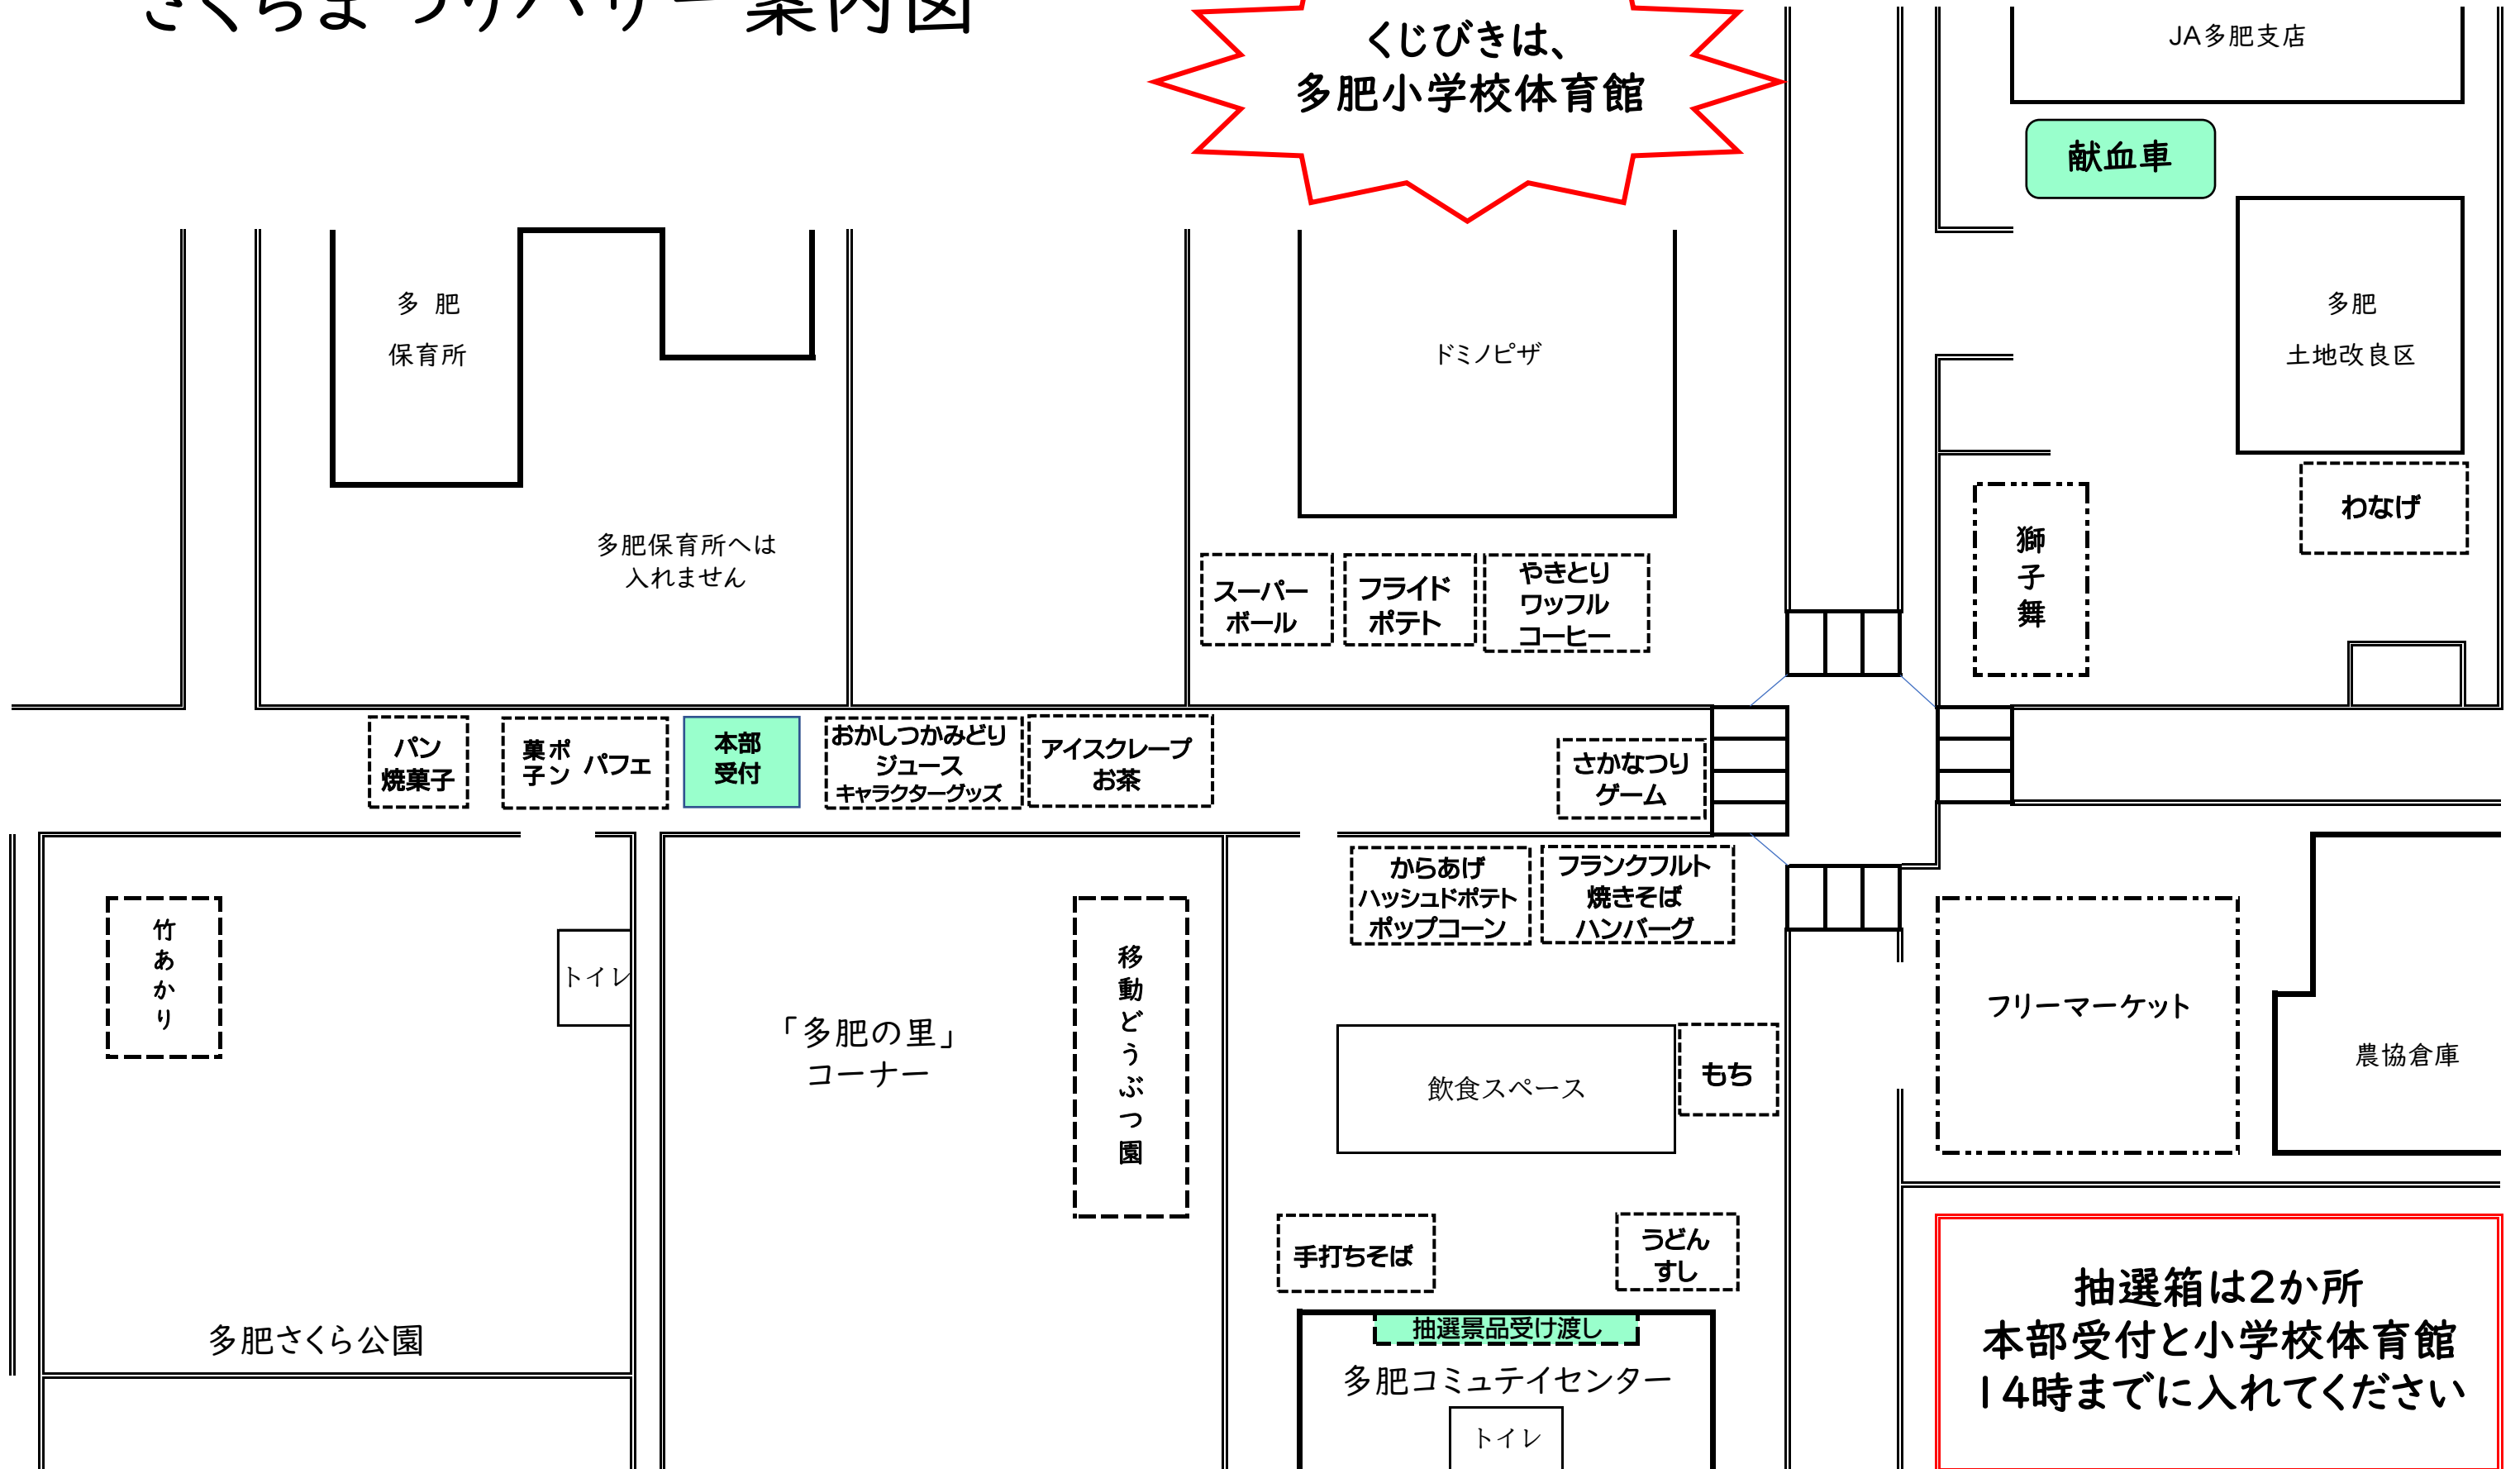 さくらまつりバザー案内図
くじびきは、
多肥小学校体育館
JA多肥支店
献血車
多 肥
保育所
ドミノピザ
多肥
土地改良区
わなげ
獅子舞
多肥保育所へは
入れません
スーパー
ボール
フライド
ポテト
やきとり
ワッフル
コーヒー
パン
焼菓子
ポン菓子
パフェ
本部
受付
おかしつかみどり
ジュース
キャラクターグッズ
アイスクレープ
お茶
さかなつり
ゲーム
からあげ
ハッシュドポテト
ポップコーン
フランクフルト
焼きそば
ハンバーグ
竹あかり
トイレ
「多肥の里」
コーナー
移動どうぶつ園
飲食スペース
もち
フリーマーケット
農協倉庫
手打ちそば
うどん
すし
抽選景品受け渡し
多肥コミュテイセンター
トイレ
多肥さくら公園
抽選箱は2か所
本部受付と小学校体育館
14時までに入れてください